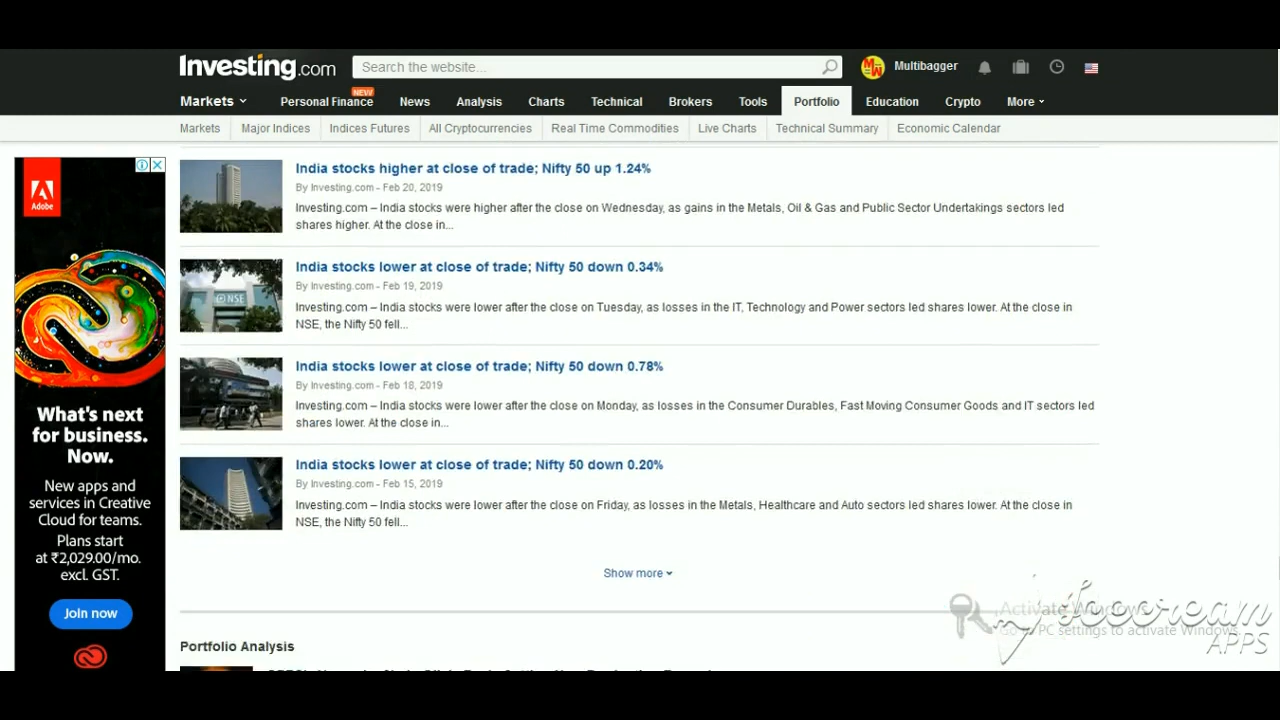 Investing.com
Search the website...
Multibagger
Markets
Personal Finance
NEW
News
Analysis
Charts
Technical
Brokers
Tools
Portfolio
Education
Crypto
More
Markets
Major Indices
Indices Futures
All Cryptocurrencies
Real Time Commodities
Live Charts
Technical Summary
Economic Calendar
Adobe
What's next
for business.
Now.
New apps and
services in Creative
Cloud for teams.
Plans start
at ₹2,029.00/mo.
excl. GST.
Join now
India stocks higher at close of trade; Nifty 50 up 1.24%
By Investing.com - Feb 20, 2019
Investing.com – India stocks were higher after the close on Wednesday, as gains in the Metals, Oil & Gas and Public Sector Undertakings sectors led
shares higher. At the close in...
NSE
India stocks lower at close of trade; Nifty 50 down 0.34%
By Investing.com - Feb 19, 2019
Investing.com – India stocks were lower after the close on Tuesday, as losses in the IT, Technology and Power sectors led shares lower. At the close in
NSE, the Nifty 50 fell...
India stocks lower at close of trade; Nifty 50 down 0.78%
By Investing.com - Feb 18, 2019
Investing.com – India stocks were lower after the close on Monday, as losses in the Consumer Durables, Fast Moving Consumer Goods and IT sectors led
shares lower. At the close in...
India stocks lower at close of trade; Nifty 50 down 0.20%
By Investing.com - Feb 15, 2019
Investing.com – India stocks were lower after the close on Friday, as losses in the Metals, Healthcare and Auto sectors led shares lower. At the close in
NSE, the Nifty 50 fell...
Show more
Portfolio Analysis
Activate Windows
Go to PC settings to activate Windows.
Icecream
APPS